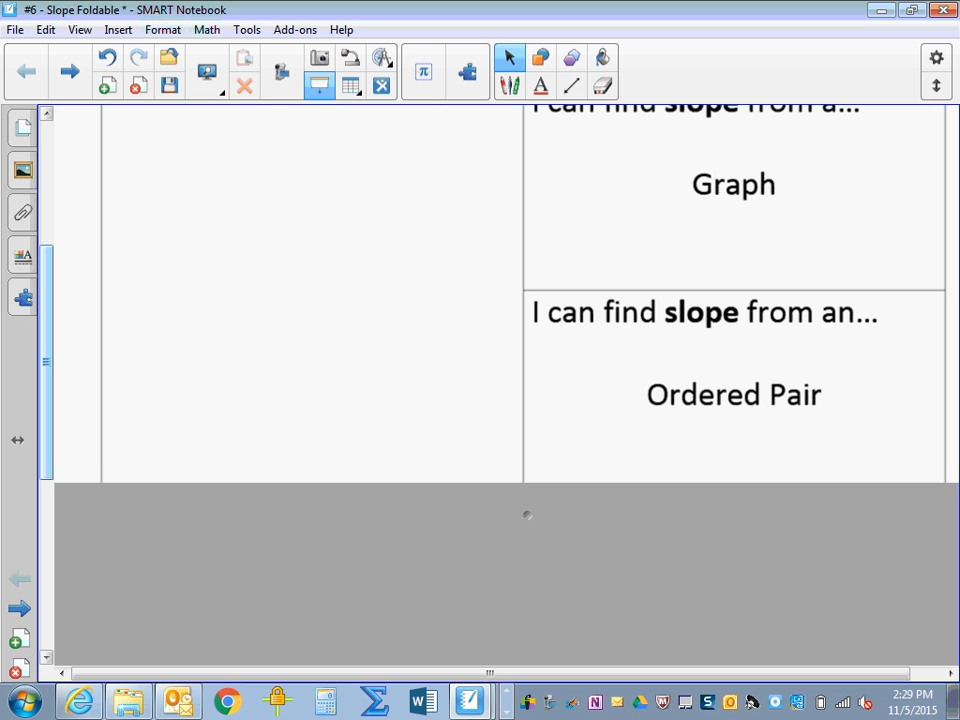 #6 - Slope Foldable * - SMART Notebook
File Edit View Insert Format Math Tools Add-ons Help
I can find slope from a...
Graph
I can find slope from an...
Ordered Pair
2:29 PM
11/5/2015